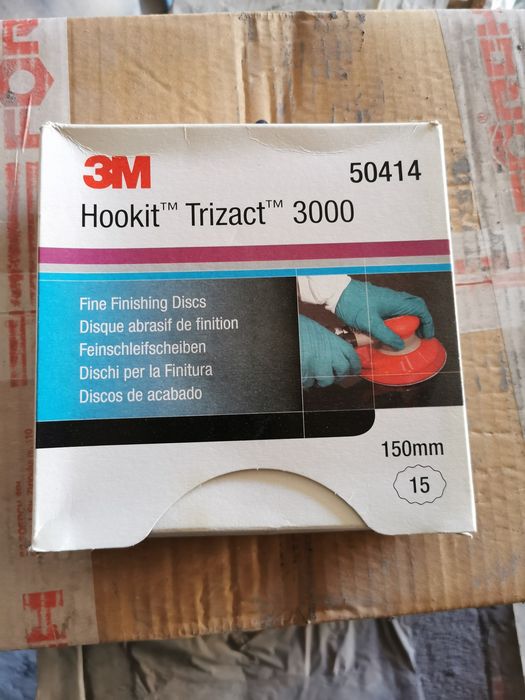 3M
50414
Hookit™ Trizact™ 3000
Fine Finishing Discs
Disque abrasif de finition
Feinschleifscheiben
Dischi per la Finitura
Discos de acabado
150mm
15